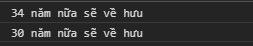 34 năm nữa sẽ về hưu
30 năm nữa sẽ về hưu